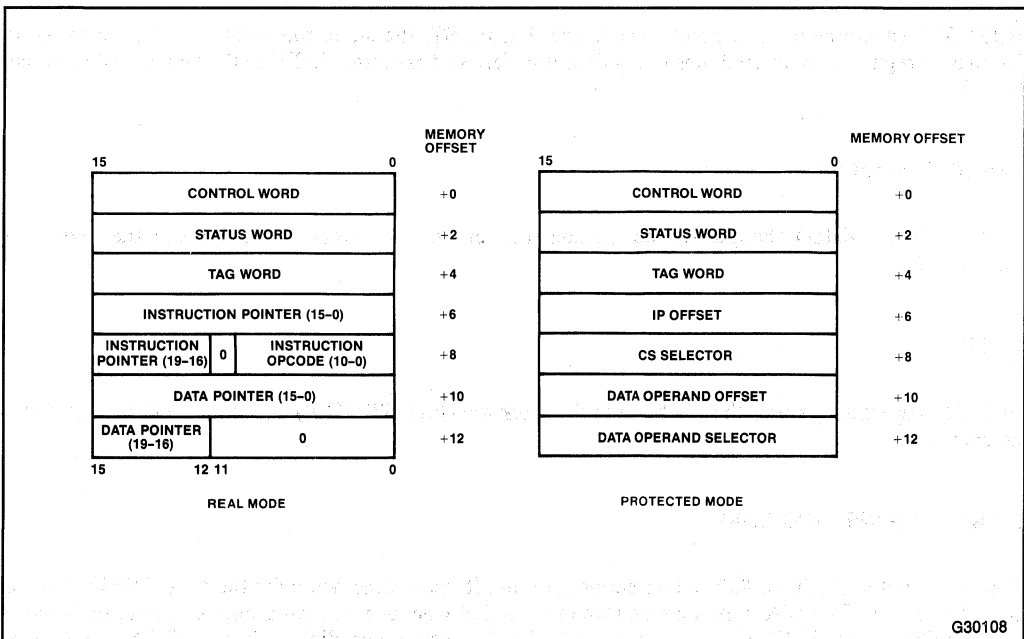 MEMORY
OFFSET
15 0
CONTROL WORD +0
STATUS WORD +2
TAG WORD +4
INSTRUCTION POINTER (15–0) +6
INSTRUCTION
POINTER (19–16)
0
INSTRUCTION
OPCODE (10–0)
+8
DATA POINTER (15–0) +10
DATA POINTER
(19–16)
0
+12
15 12 11 0
REAL MODE
MEMORY OFFSET
15 0
CONTROL WORD +0
STATUS WORD +2
TAG WORD +4
IP OFFSET +6
CS SELECTOR +8
DATA OPERAND OFFSET +10
DATA OPERAND SELECTOR +12
PROTECTED MODE
G30108